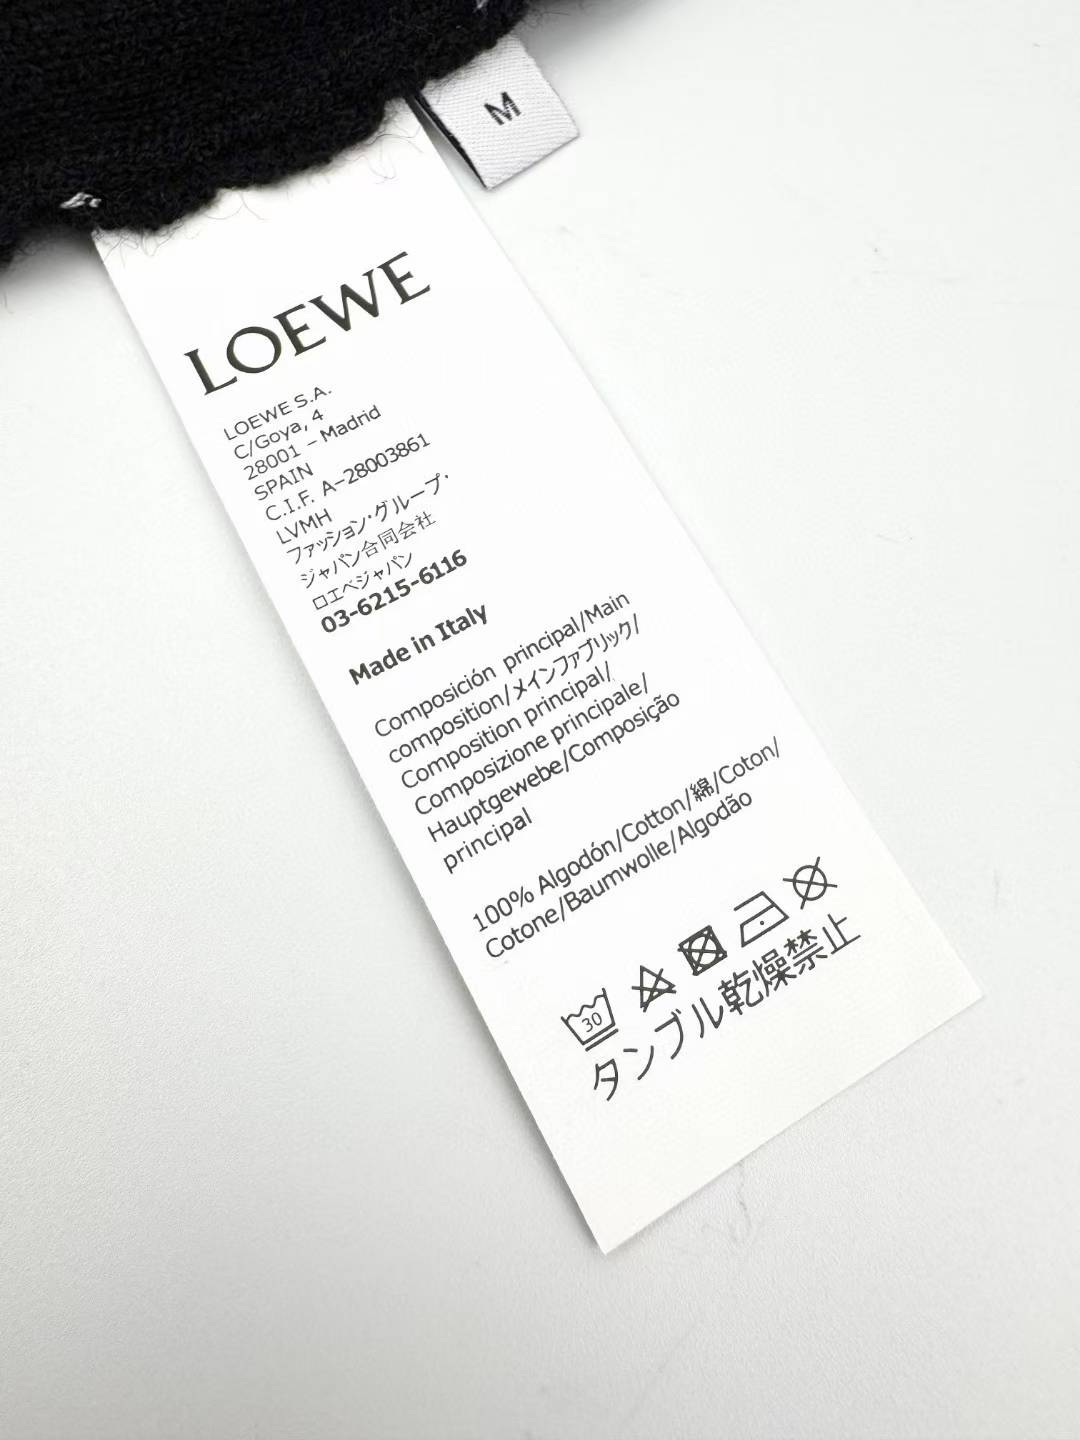 M
LOEWE
LOEWE S.A.
C/Goya, 4
28001 – Madrid
SPAIN
C.I.F. A-28003861
LVMH
ファッション・グループ・
ジャパン合同会社
ロエベジャパン
03-6215-6116
Made in Italy
Composición principal/Main
composition/メインファブリック/
Composition principal/
Composizione principale/
Hauptgewebe/Composição
principal
100% Algodón/Cotton/綿/Coton/
Cotone/Baumwolle/Algodão
30
タンブル乾燥禁止